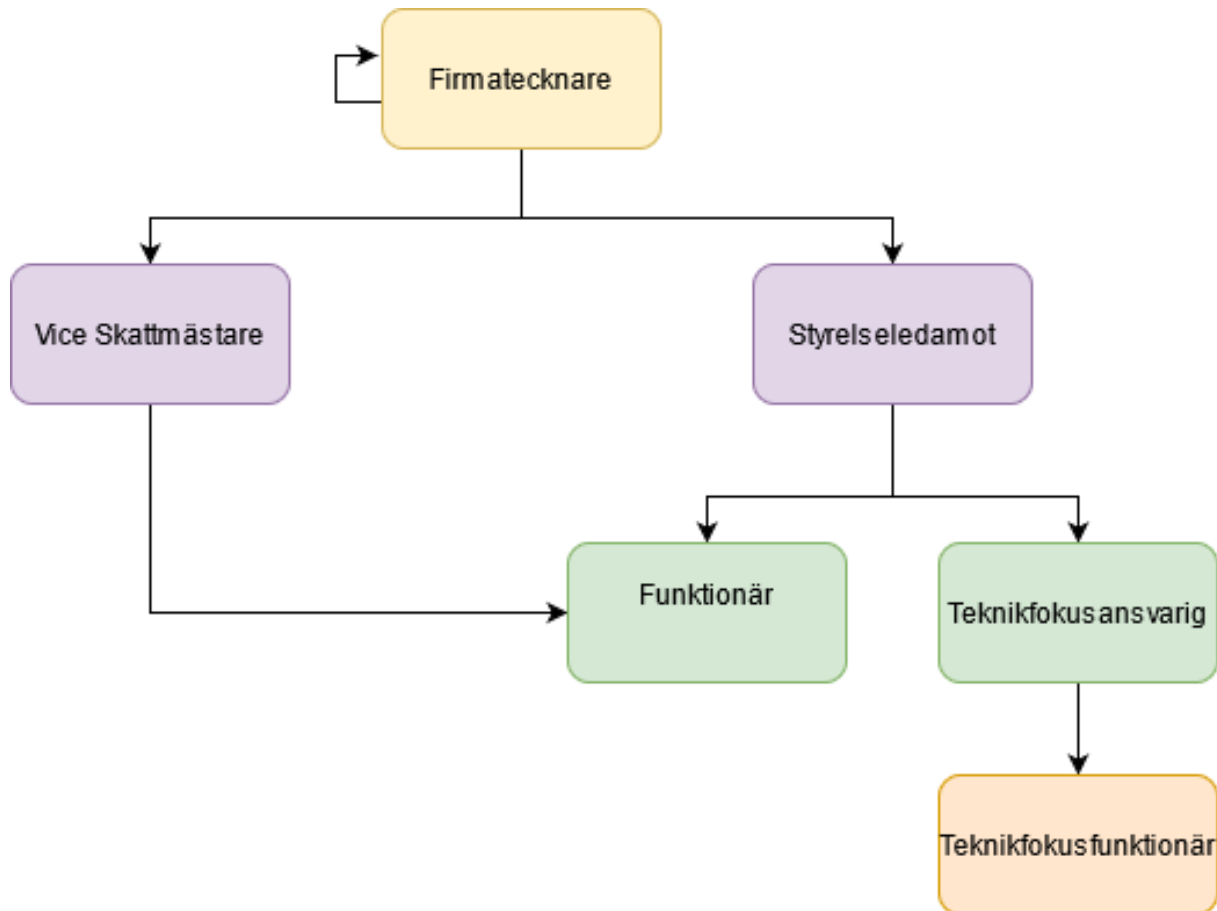 Firmatecknare
Vice Skattmästare
Styrelseledamot
Funktionär
Teknikfokusansvarig
Teknikfokusfunktionär